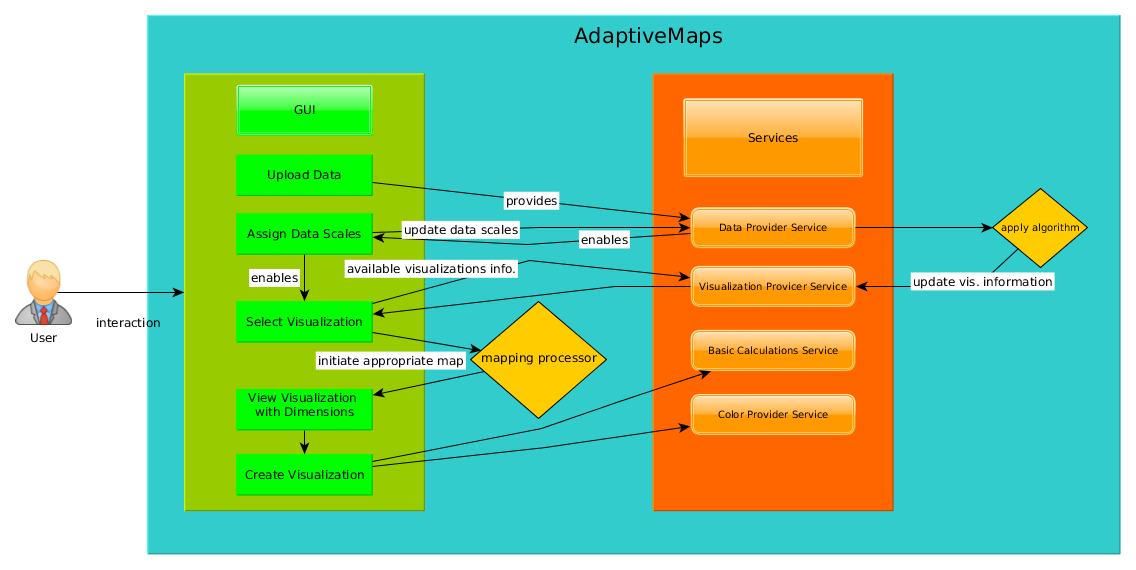 AdaptiveMaps
GUI
Services
Upload Data
provides
Assign Data Scales
update data scales
enables
Data Provider Service
apply algorithm
enables
available visualizations info.
Visualization Provicer Service
update vis. information
User
interaction
Select Visualization
initiate appropriate map
mapping processor
Basic Calculations Service
View Visualization
with Dimensions
Color Provider Service
Create Visualization